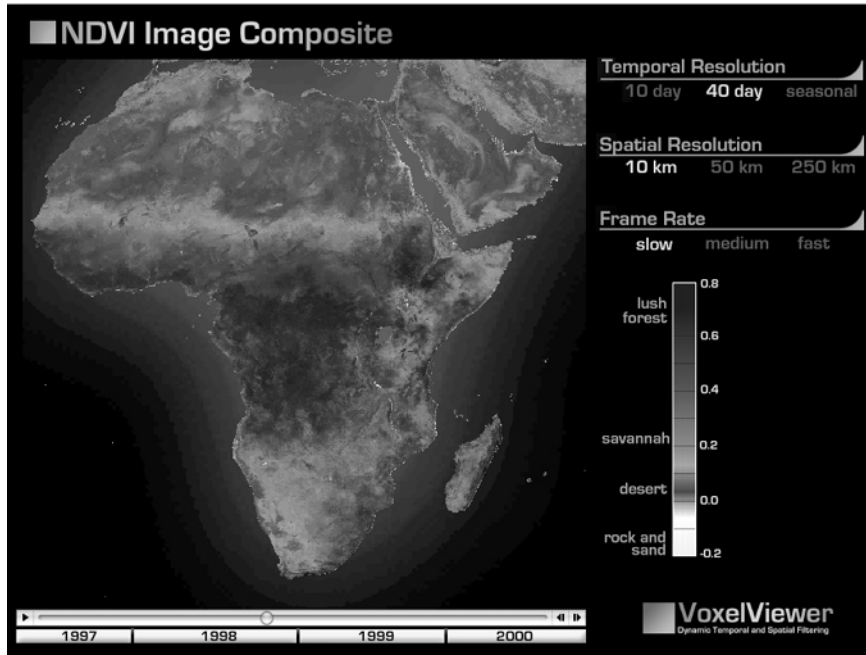 NDVI Image Composite
Temporal Resolution
10 day 40 day seasonal
Spatial Resolution
10 km 50 km 250 km
Frame Rate
slow medium fast
0.8
lush
forest
0.6
0.4
savannah 0.2
desert 0.0
rock and
sand
-0.2
1997 1998 1999 2000
VoxelViewer
Dynamic Temporal and Spatial Filtering